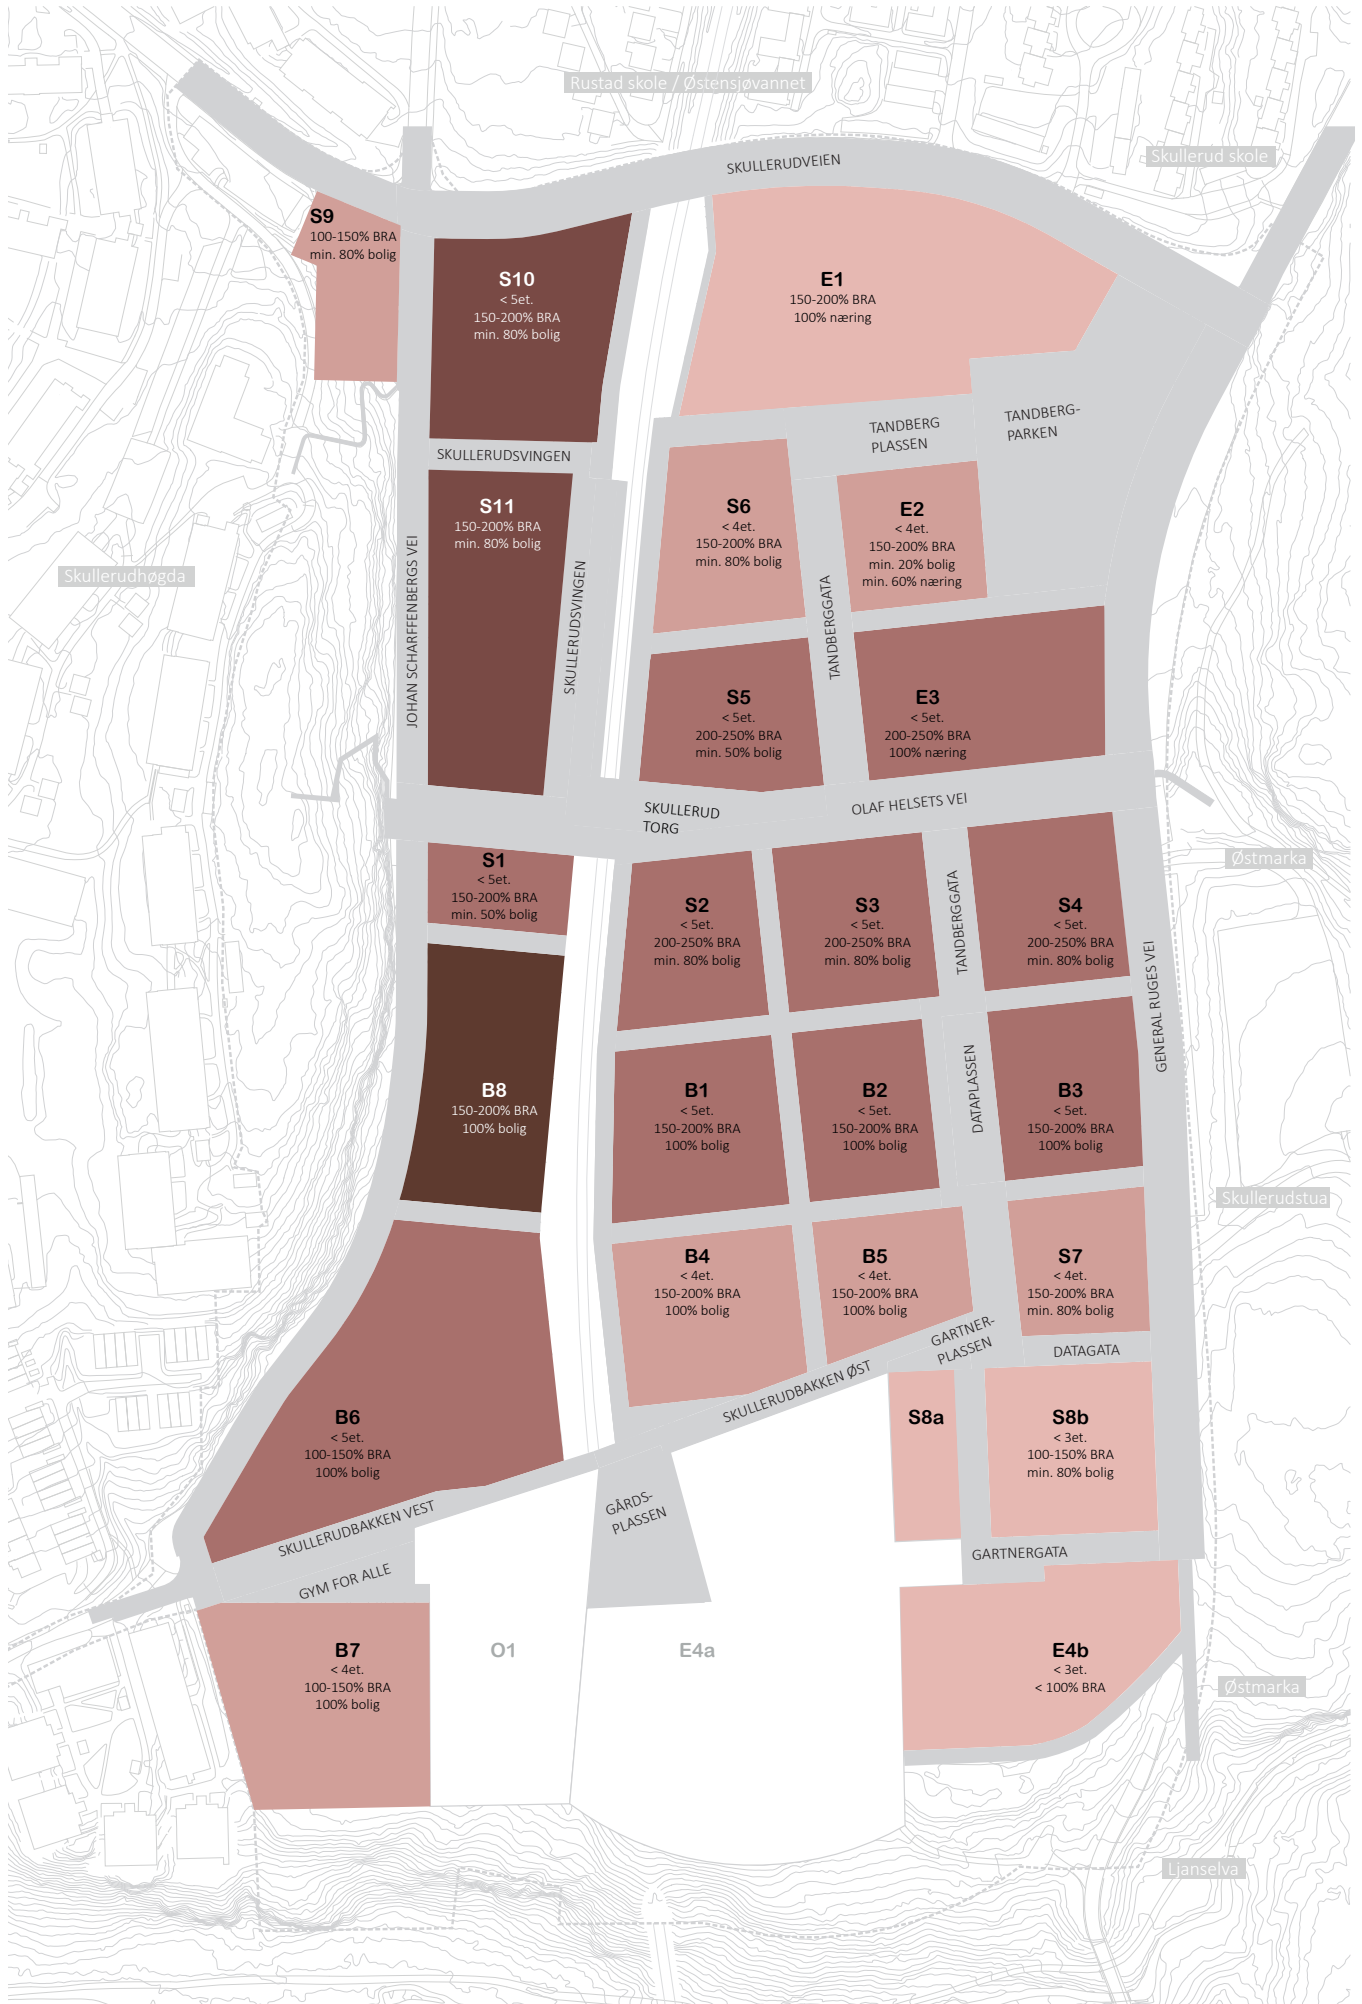 Rustad skole / Østensjøvannet
Skullerud skole
SKULLERUDVEIEN
S9
100-150% BRA
min. 80% bolig
S10
< 5et.
150-200% BRA
min. 80% bolig
E1
150-200% BRA
100% næring
TANDBERG
PLASSEN
TANDBERG-
PARKEN
SKULLERUDSVINGEN
S11
150-200% BRA
min. 80% bolig
S6
< 4et.
150-200% BRA
min. 80% bolig
E2
< 4et.
150-200% BRA
min. 20% bolig
min. 60% næring
Skullerudhøgda
JOHAN SCHARFFENBERGS VEI
SKULLERUDSVINGEN
TANDBERGGATA
S5
< 5et.
200-250% BRA
min. 50% bolig
E3
< 5et.
200-250% BRA
100% næring
SKULLERUD
TORG
OLAF HELSETS VEI
S1
< 5et.
150-200% BRA
min. 50% bolig
Østmarka
S2
< 5et.
200-250% BRA
min. 80% bolig
S3
< 5et.
200-250% BRA
min. 80% bolig
TANDBERGGATA
S4
< 5et.
200-250% BRA
min. 80% bolig
GENERAL RUGES VEI
B8
150-200% BRA
100% bolig
B1
< 5et.
150-200% BRA
100% bolig
B2
< 5et.
150-200% BRA
100% bolig
DATAPLASSEN
B3
< 5et.
150-200% BRA
100% bolig
Skullerudstua
B4
< 4et.
150-200% BRA
100% bolig
B5
< 4et.
150-200% BRA
100% bolig
S7
< 4et.
150-200% BRA
min. 80% bolig
GARTNER-
PLASSEN
DATAGATA
SKULLERUDBAKKEN ØST
B6
< 5et.
100-150% BRA
100% bolig
S8a
S8b
< 3et.
100-150% BRA
min. 80% bolig
SKULLERUDBAKKEN VEST
GÅRDS-
PLASSEN
GARTNERGATA
GYM FOR ALLE
B7
< 4et.
100-150% BRA
100% bolig
O1
E4a
E4b
< 3et.
< 100% BRA
Østmarka
Ljanselva